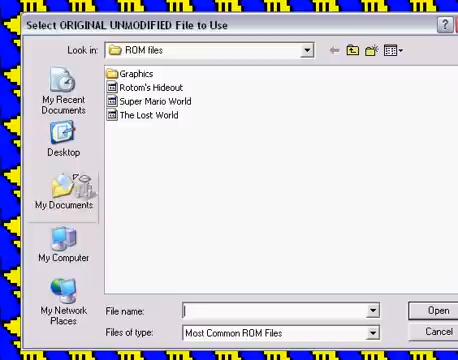 Select ORIGINAL UNMODIFIED File to Use
Look in:
ROM files
Graphics
Rotom's Hideout
Super Mario World
The Lost World
My Recent
Documents
Desktop
My Documents
My Computer
My Network
Places
File name:
Open
Files of type:
Most Common ROM Files
Cancel